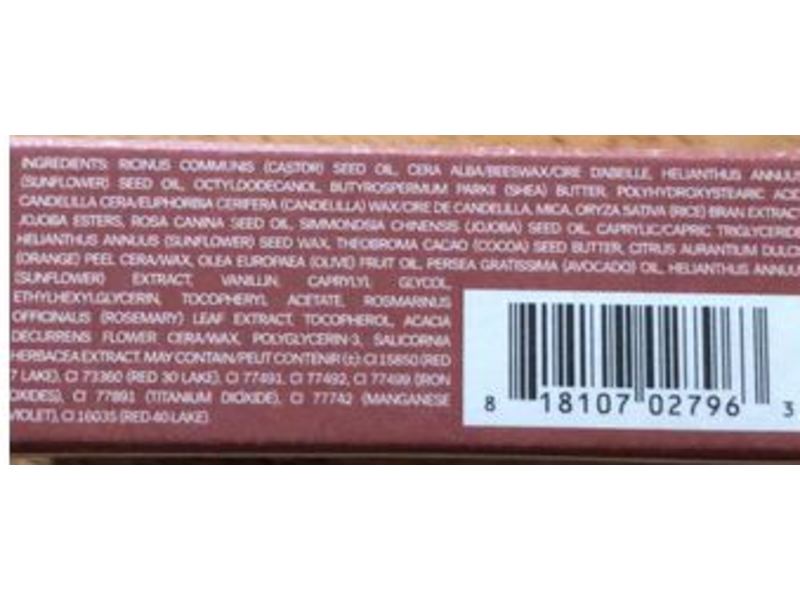 INGREDIENTS: RICINUS COMMUNIS (CASTOR) SEED OIL, CERA ALBA/BEESWAX/CIRE D'ABEILLE, HELIANTHUS ANNUUS
(SUNFLOWER) SEED OIL, OCTYLDODECANOL, BUTYROSPERMUM PARKII (SHEA) BUTTER, POLYHYDROXYSTEARIC ACID
CANDELILLA CERA/EUPHORBIA CERIFERA (CANDELILLA) WAX/CIRE DE CANDELILLA, MICA, ORYZA SATIVA (RICE) BRAN EXTRACT
JOJOBA ESTERS, ROSA CANINA SEED OIL, SIMMONDSIA CHINENSIS (JOJOBA) SEED OIL, CAPRYLIC/CAPRIC TRIGLYCERIDE
HELIANTHUS ANNUUS (SUNFLOWER) SEED WAX, THEOBROMA CACAO (COCOA) SEED BUTTER, CITRUS AURANTIUM DULCIS
(ORANGE) PEEL CERA/WAX, OLEA EUROPAEA (OLIVE) FRUIT OIL, PERSEA GRATISSIMA (AVOCADO) OIL, HELIANTHUS ANNUUS
(SUNFLOWER) EXTRACT, VANILLIN, CAPRYLYL GLYCOL,
ETHYLHEXYLGLYCERIN, TOCOPHERYL ACETATE, ROSMARINUS
OFFICINALIS (ROSEMARY) LEAF EXTRACT, TOCOPHEROL, ACACIA
DECURRENS FLOWER CERA/WAX, POLYGLYCERIN-3, SALICORNIA
HERBACEA EXTRACT. MAY CONTAIN/PEUT CONTENIR (±): CI 15850 (RED
7 LAKE), CI 73360 (RED 30 LAKE), CI 77491, CI 77492, CI 77499 (IRON
OXIDES), CI 77891 (TITANIUM DIOXIDE), CI 77742 (MANGANESE
VIOLET), CI 16035 (RED 40 LAKE).
8 18107 02796 3